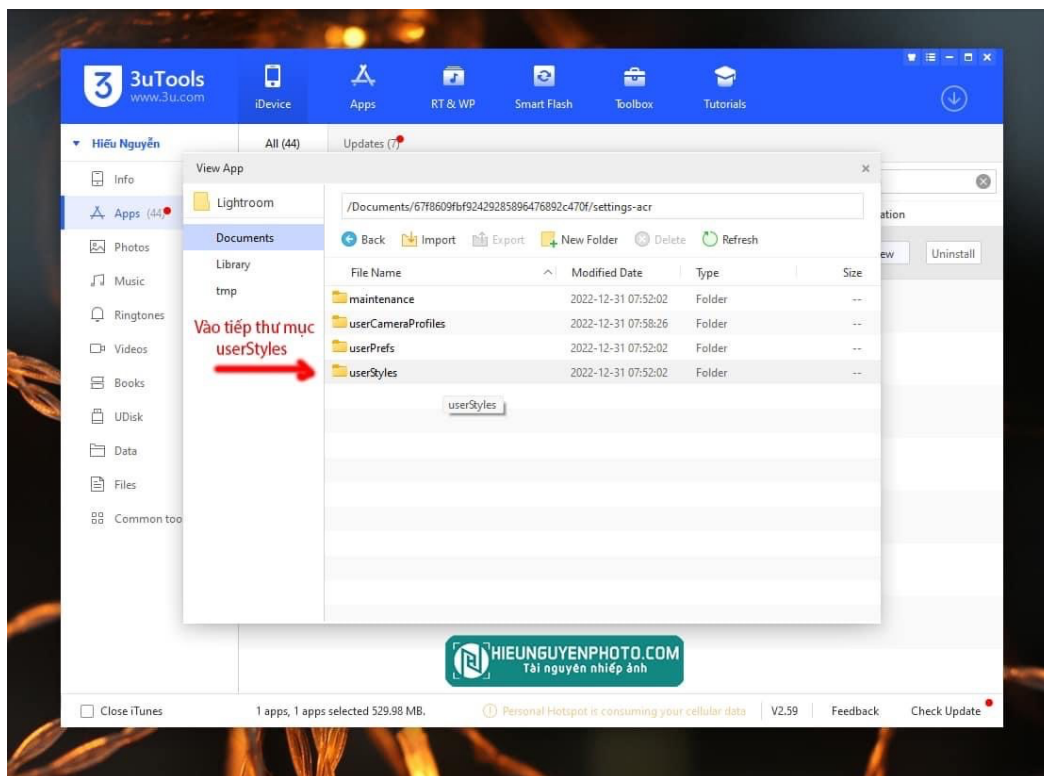 3 3uTools
www.3u.com
iDevice
Apps
RT & WP
Smart Flash
Toolbox
Tutorials
Hiếu Nguyễn
All (44)
Updates (7)
Info
Apps (44)
Photos
Music
Ringtones
Videos
Books
UDisk
Data
Files
Common too
View App
Lightroom
Documents
Library
tmp
Vào tiếp thư mục
userStyles
/Documents/67f8609fbf92429285896476892c470f/settings-acr
Back Import Export New Folder Delete Refresh
File Name Modified Date Type Size
maintenance 2022-12-31 07:52:02 Folder --
userCameraProfiles 2022-12-31 07:58:26 Folder --
userPrefs 2022-12-31 07:52:02 Folder --
userStyles 2022-12-31 07:52:02 Folder --
userStyles
ation
ew Uninstall
HIEUNGUYENPHOTO.COM
Tài nguyên nhiếp ảnh
Close iTunes
1 apps, 1 apps selected 529.98 MB.
Personal Hotspot is consuming your cellular data
V2.59
Feedback
Check Update